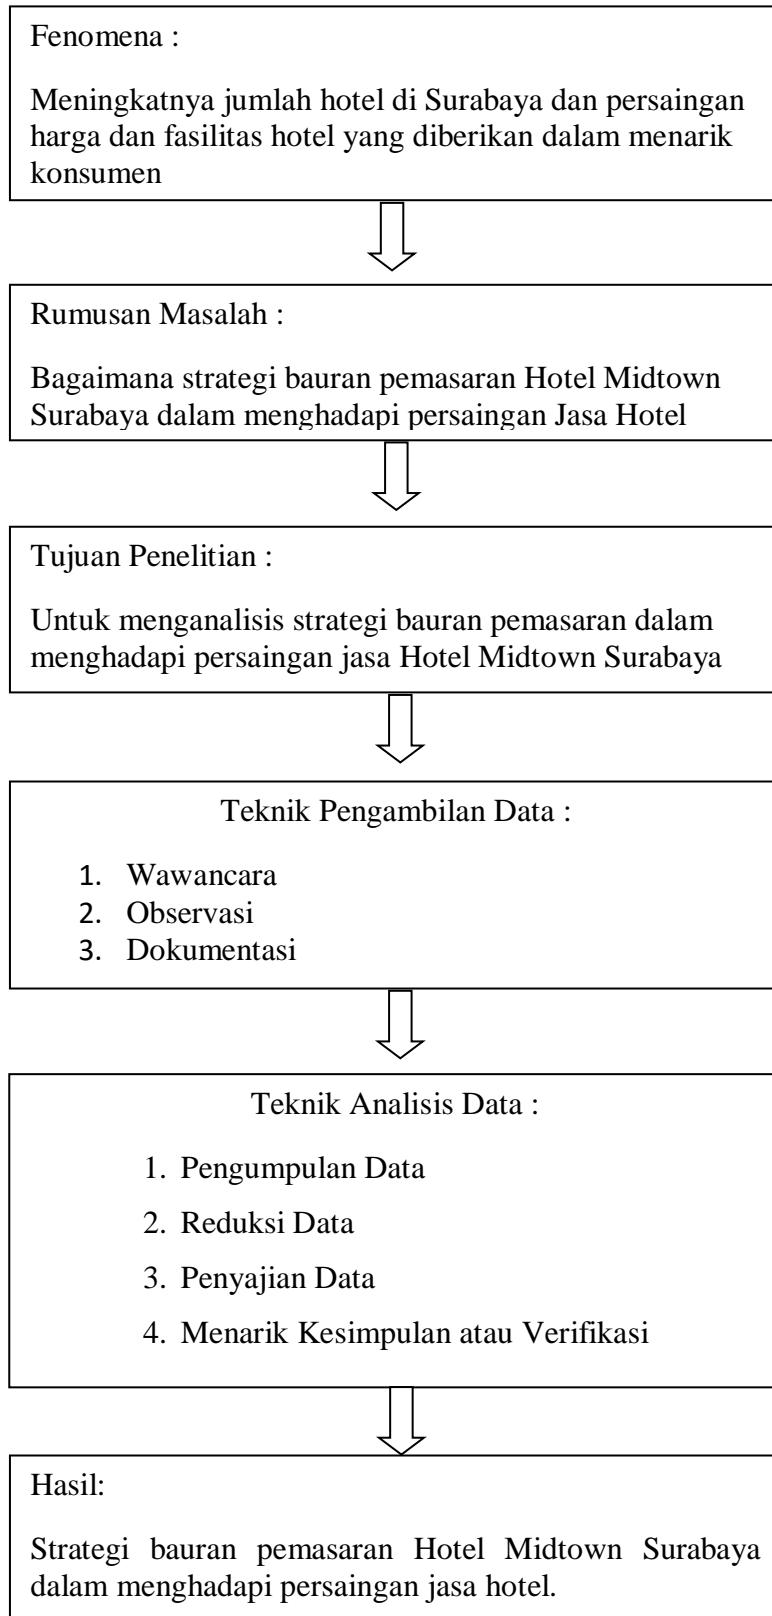 Fenomena :
Meningkatnya jumlah hotel di Surabaya dan persaingan
harga dan fasilitas hotel yang diberikan dalam menarik
konsumen
Rumusan Masalah :
Bagaimana strategi bauran pemasaran Hotel Midtown
Surabaya dalam menghadapi persaingan Jasa Hotel
Tujuan Penelitian :
Untuk menganalisis strategi bauran pemasaran dalam
menghadapi persaingan jasa Hotel Midtown Surabaya
Teknik Pengambilan Data :
1. Wawancara
2. Observasi
3. Dokumentasi
Teknik Analisis Data :
1. Pengumpulan Data
2. Reduksi Data
3. Penyajian Data
4. Menarik Kesimpulan atau Verifikasi
Hasil:
Strategi bauran pemasaran Hotel Midtown Surabaya
dalam menghadapi persaingan jasa hotel.